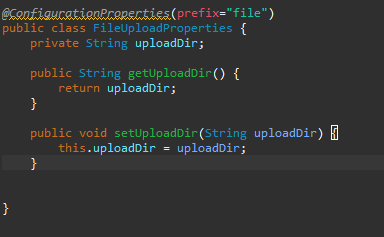 @ConfigurationProperties(prefix="file")
public class FileUploadProperties {
private String uploadDir;
public String getUploadDir() {
return uploadDir;
}
public void setUploadDir(String uploadDir) {
this.uploadDir = uploadDir;
}
}